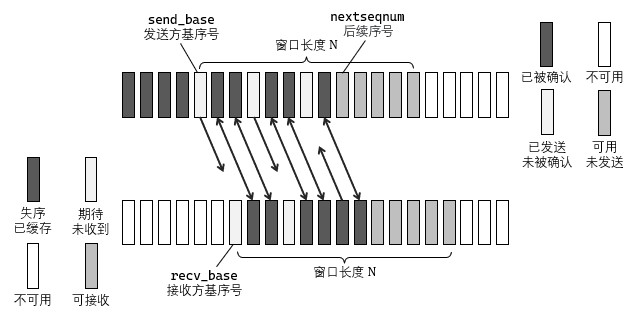 send_base
发送方基序号
nextseqnum
后续序号
窗口长度 N
已被确认
不可用
已发送
未被确认
可用
未发送
失序
已缓存
期待
未收到
不可用
可接收
recv_base
接收方基序号
窗口长度 N